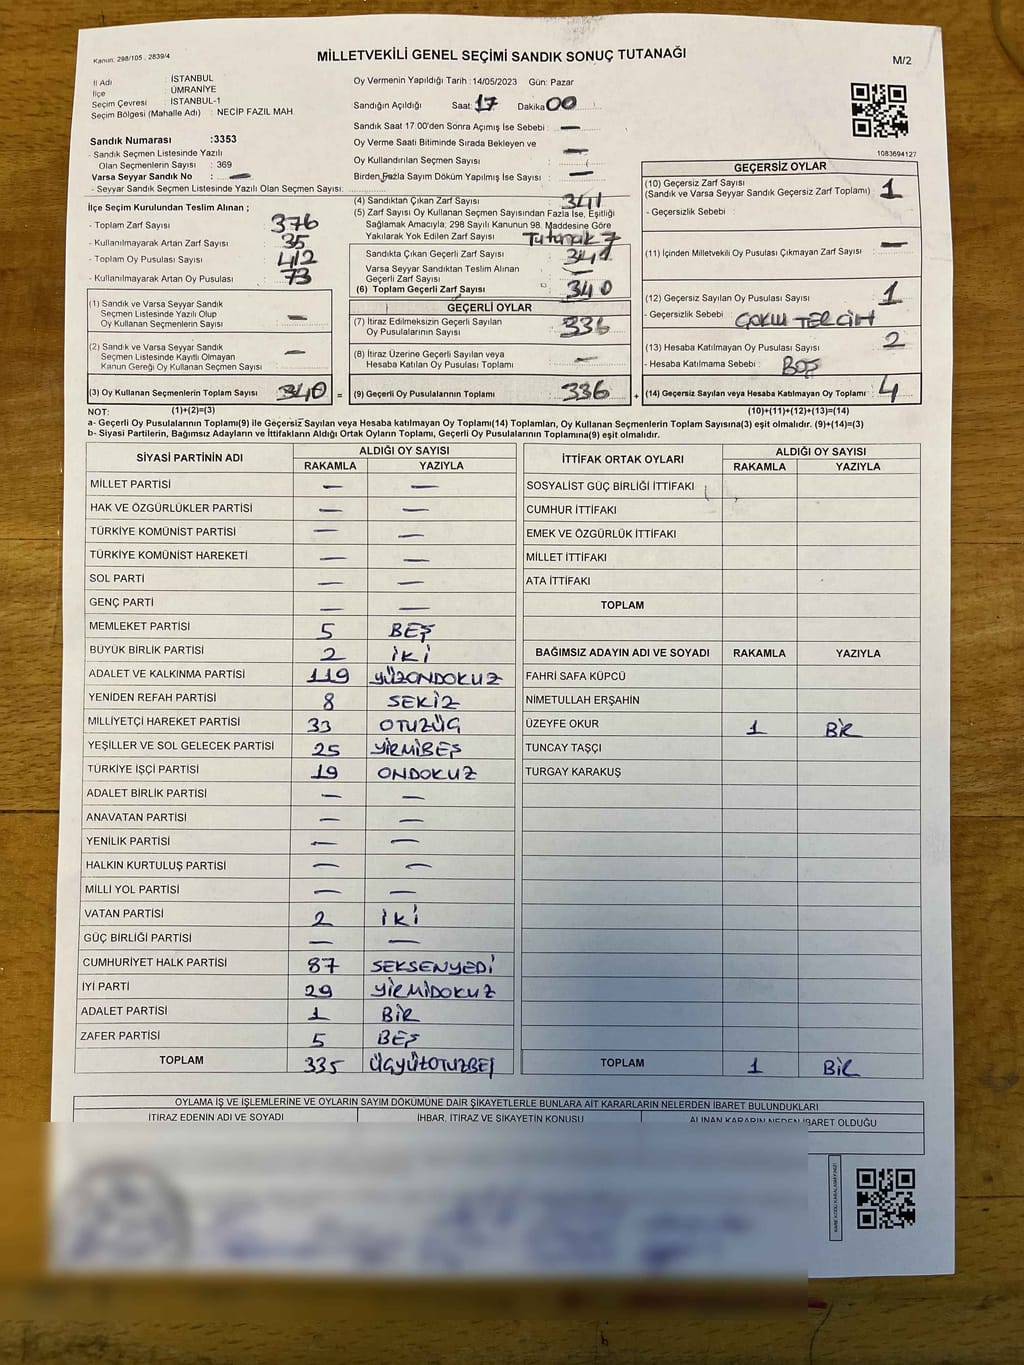 Kanun. 298/105 , 2839/4
MİLLETVEKİLİ GENEL SEÇİMİ SANDIK SONUÇ TUTANAĞI
M/2
İl Adı : İSTANBUL
İlçe : ÜMRANİYE
Seçim Çevresi : İSTANBUL-1
Seçim Bölgesi (Mahalle Adı) : NECİP FAZIL MAH.
Oy Vermenin Yapıldığı Tarih :14/05/2023 Gün: Pazar
Sandığın Açıldığı Saat: 17 Dakika 00
Sandık Saat 17:00'den Sonra Açımış İse Sebebi : —
Oy Verme Saati Bitiminde Sırada Bekleyen ve
Oy Kullandırılan Seçmen Sayısı : —
Birden Fazla Sayım Döküm Yapılmış İse Sayısı : —
1083694127
Sandık Numarası :3353
- Sandık Seçmen Listesinde Yazılı
Olan Seçmenlerin Sayısı : 369
Varsa Seyyar Sandık No : —
- Seyyar Sandık Seçmen Listesinde Yazılı Olan Seçmen Sayısı:
İlçe Seçim Kurulundan Teslim Alınan ;
- Toplam Zarf Sayısı : 376
- Kullanılmayarak Artan Zarf Sayısı : 35
- Toplam Oy Pusulası Sayısı : 412
- Kullanılmayarak Artan Oy Pusulası : 73
(1) Sandık ve Varsa Seyyar Sandık
Seçmen Listesinde Yazılı Olup
Oy Kullanan Seçmenlerin Sayısı : —
(2) Sandık ve Varsa Seyyar Sandık
Seçmen Listesinde Kayıtlı Olmayan
Kanun Gereği Oy Kullanan Seçmen Sayısı : —
(3) Oy Kullanan Seçmenlerin Toplam Sayısı : 340 =
(4) Sandıktan Çıkan Zarf Sayısı : 341
(5) Zarf Sayısı Oy Kullanan Seçmen Sayısından Fazla İse, Eşitliği
Sağlamak Amacıyla; 298 Sayılı Kanunun 98. Maddesine Göre
Yakılarak Yok Edilen Zarf Sayısı : Tutanak 7
Sandıkta Çıkan Geçerli Zarf Sayısı : 341
Varsa Seyyar Sandıktan Teslim Alınan
Geçerli Zarf Sayısı : —
(6) Toplam Geçerli Zarf Sayısı : 340
GEÇERLİ OYLAR
(7) İtiraz Edilmeksizin Geçerli Sayılan
Oy Pusulalarının Sayısı : 336
(8) İtiraz Üzerine Geçerli Sayılan veya
Hesaba Katılan Oy Pusulası Toplamı : —
(9) Geçerli Oy Pusulalarının Toplamı : 336 +
GEÇERSİZ OYLAR
(10) Geçersiz Zarf Sayısı
(Sandık ve Varsa Seyyar Sandık Geçersiz Zarf Toplamı) : 1
- Geçersizlik Sebebi :
(11) İçinden Milletvekili Oy Pusulası Çıkmayan Zarf Sayısı : —
(12) Geçersiz Sayılan Oy Pusulası Sayısı : 1
- Geçersizlik Sebebi : ÇOKLU TERCİH
(13) Hesaba Katılmayan Oy Pusulası Sayısı : 2
- Hesaba Katılmama Sebebi : BOŞ
(14) Geçersiz Sayılan veya Hesaba Katılmayan Oy Toplamı : 4
NOT: (1)+(2)=(3) (10)+(11)+(12)+(13)=(14)
a- Geçerli Oy Pusulalarının Toplamı(9) ile Geçersiz Sayılan veya Hesaba katılmayan Oy Toplamı(14) Toplamları, Oy Kullanan Seçmenlerin Toplam Sayısına(3) eşit olmalıdır. (9)+(14)=(3)
b- Siyasi Partilerin, Bağımsız Adayların ve İttifakların Aldığı Ortak Oyların Toplamı, Geçerli Oy Pusulalarının Toplamına(9) eşit olmalıdır.
SİYASİ PARTİNİN ADI ALDIĞI OY SAYISI
RAKAMLA YAZIYLA
MİLLET PARTİSİ — —
HAK VE ÖZGÜRLÜKLER PARTİSİ — —
TÜRKİYE KOMÜNİST PARTİSİ — —
TÜRKİYE KOMÜNİST HAREKETİ — —
SOL PARTİ — —
GENÇ PARTİ — —
MEMLEKET PARTİSİ 5 BEŞ
BÜYÜK BİRLİK PARTİSİ 2 İKİ
ADALET VE KALKINMA PARTİSİ 119 YÜZONDOKUZ
YENİDEN REFAH PARTİSİ 8 SEKİZ
MİLLİYETÇİ HAREKET PARTİSİ 33 OTUZÜÇ
YEŞİLLER VE SOL GELECEK PARTİSİ 25 YİRMİBEŞ
TÜRKİYE İŞÇİ PARTİSİ 19 ONDOKUZ
ADALET BİRLİK PARTİSİ — —
ANAVATAN PARTİSİ — —
YENİLİK PARTİSİ — —
HALKIN KURTULUŞ PARTİSİ — —
MİLLİ YOL PARTİSİ — —
VATAN PARTİSİ 2 İKİ
GÜÇ BİRLİĞİ PARTİSİ — —
CUMHURİYET HALK PARTİSİ 87 SEKSENYEDİ
İYİ PARTİ 29 YİRMİDOKUZ
ADALET PARTİSİ 1 BİR
ZAFER PARTİSİ 5 BEŞ
TOPLAM 335 ÜÇYÜZOTUZBEŞ
İTTİFAK ORTAK OYLARI ALDIĞI OY SAYISI
RAKAMLA YAZIYLA
SOSYALİST GÜÇ BİRLİĞİ İTTİFAKI
CUMHUR İTTİFAKI
EMEK VE ÖZGÜRLÜK İTTİFAKI
MİLLET İTTİFAKI
ATA İTTİFAKI
TOPLAM
BAĞIMSIZ ADAYIN ADI VE SOYADI RAKAMLA YAZIYLA
FAHRİ SAFA KÜPCÜ
NİMETULLAH ERŞAHİN
ÜZEYFE OKUR 1 BİR
TUNCAY TAŞÇI
TURGAY KARAKUŞ
TOPLAM 1 BİR
OYLAMA İŞ VE İŞLEMLERİNE VE OYLARIN SAYIM DÖKÜMÜNE DAİR ŞİKAYETLERLE BUNLARA AİT KARARLARIN NELERDEN İBARET BULUNDUKLARI
İTİRAZ EDENİN ADI VE SOYADI İHBAR, İTİRAZ VE ŞİKAYETİN KONUSU ALINAN KARARIN NEDEN İBARET OLDUĞU